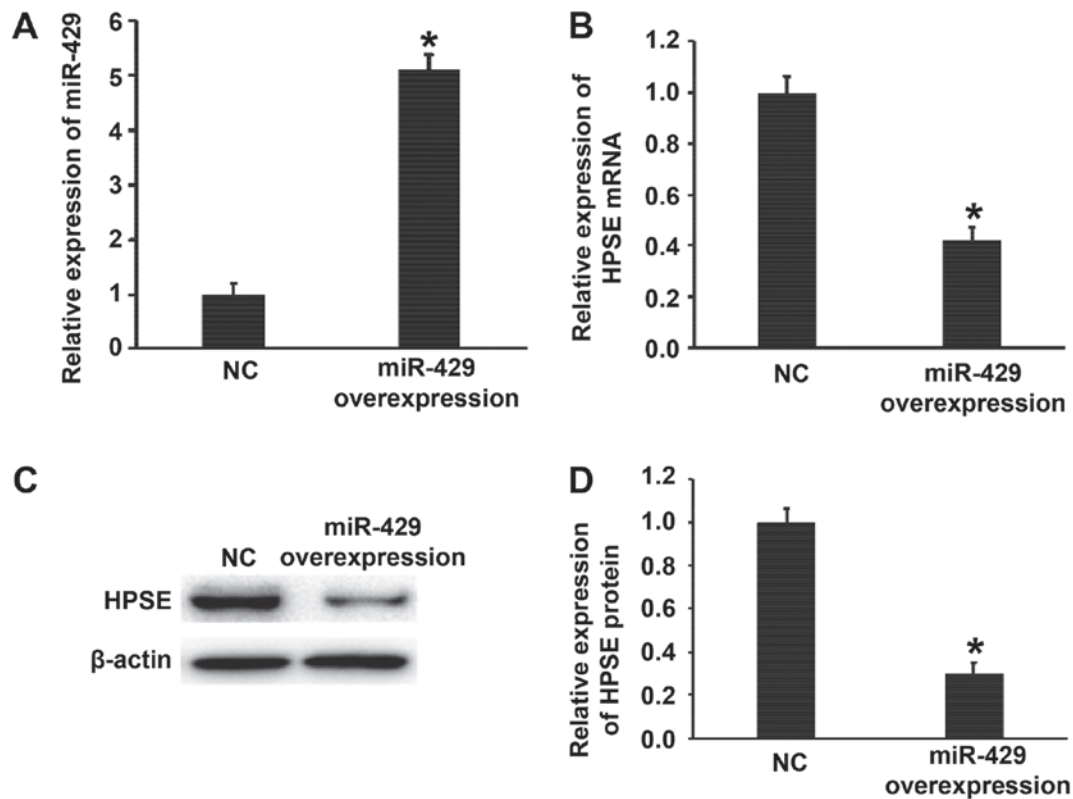 A
Relative expression of miR-429
6
5
4
3
2
1
0
*
NC
miR-429
overexpression
B
Relative expression of
HPSE mRNA
1.2
1.0
0.8
0.6
0.4
0.2
0.0
*
NC
miR-429
overexpression
C
NC
miR-429
overexpression
HPSE
β-actin
D
Relative expression
of HPSE protein
1.2
1.0
0.8
0.6
0.4
0.2
0.0
*
NC
miR-429
overexpression